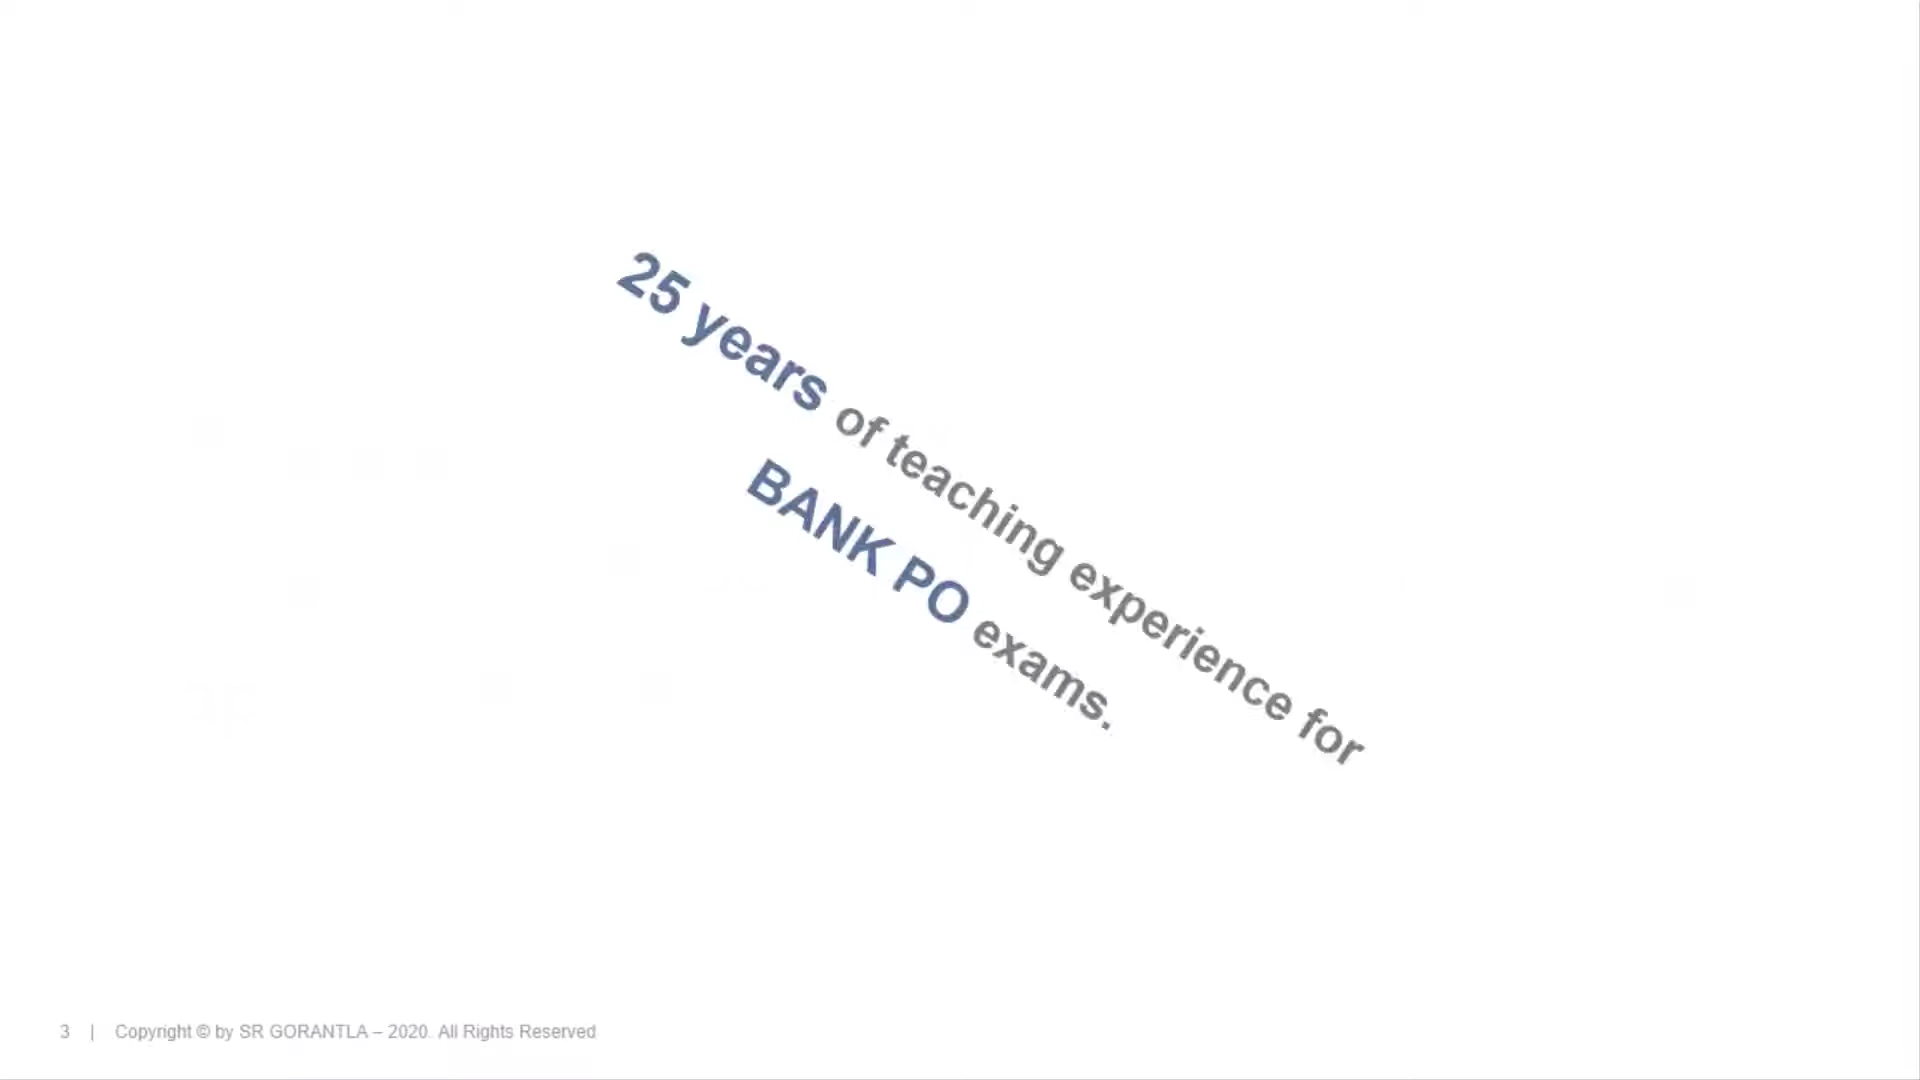 25 years of teaching experience for
BANK PO exams.
3 | Copyright © by SR GORANTLA – 2020. All Rights Reserved